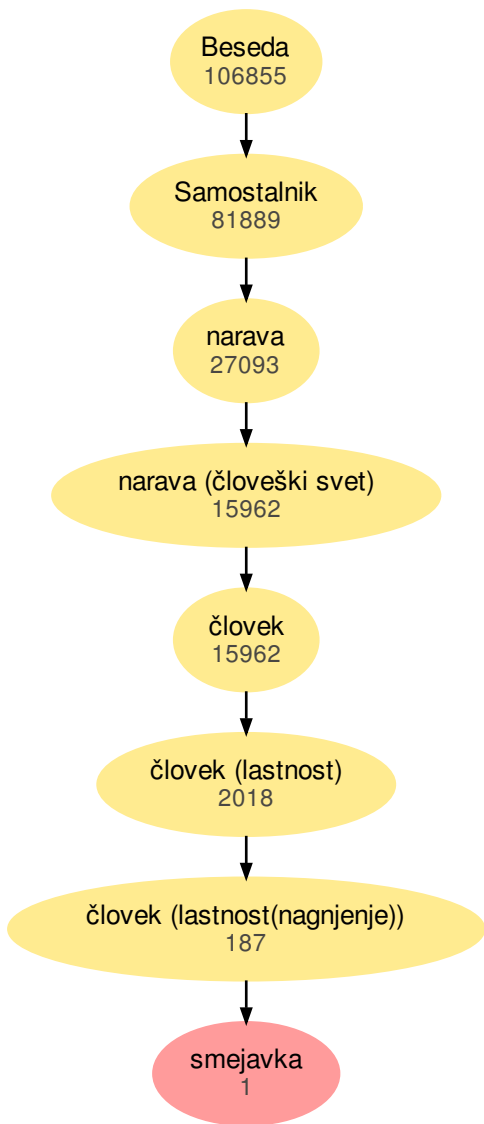 Beseda
106855
Samostalnik
81889
narava
27093
narava (človeški svet)
15962
človek
15962
človek (lastnost)
2018
človek (lastnost(nagnjenje))
187
smejavka
1